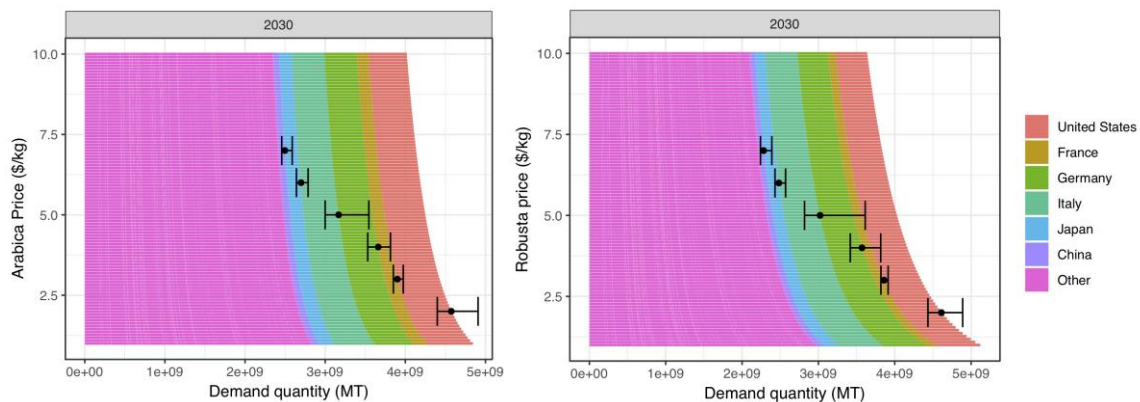 2030
10.0
7.5
5.0
2.5
Arabica Price ($/kg)
0e+00
1e+09
2e+09
3e+09
4e+09
5e+09
Demand quantity (MT)
2030
10.0
7.5
5.0
2.5
Robusta price ($/kg)
0e+00
1e+09
2e+09
3e+09
4e+09
5e+09
Demand quantity (MT)
United States
France
Germany
Italy
Japan
China
Other